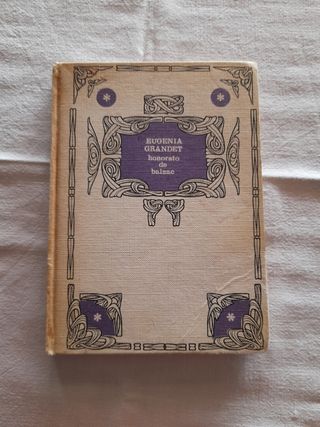 EUGENIA
GRANDET
honorato
de
balzac